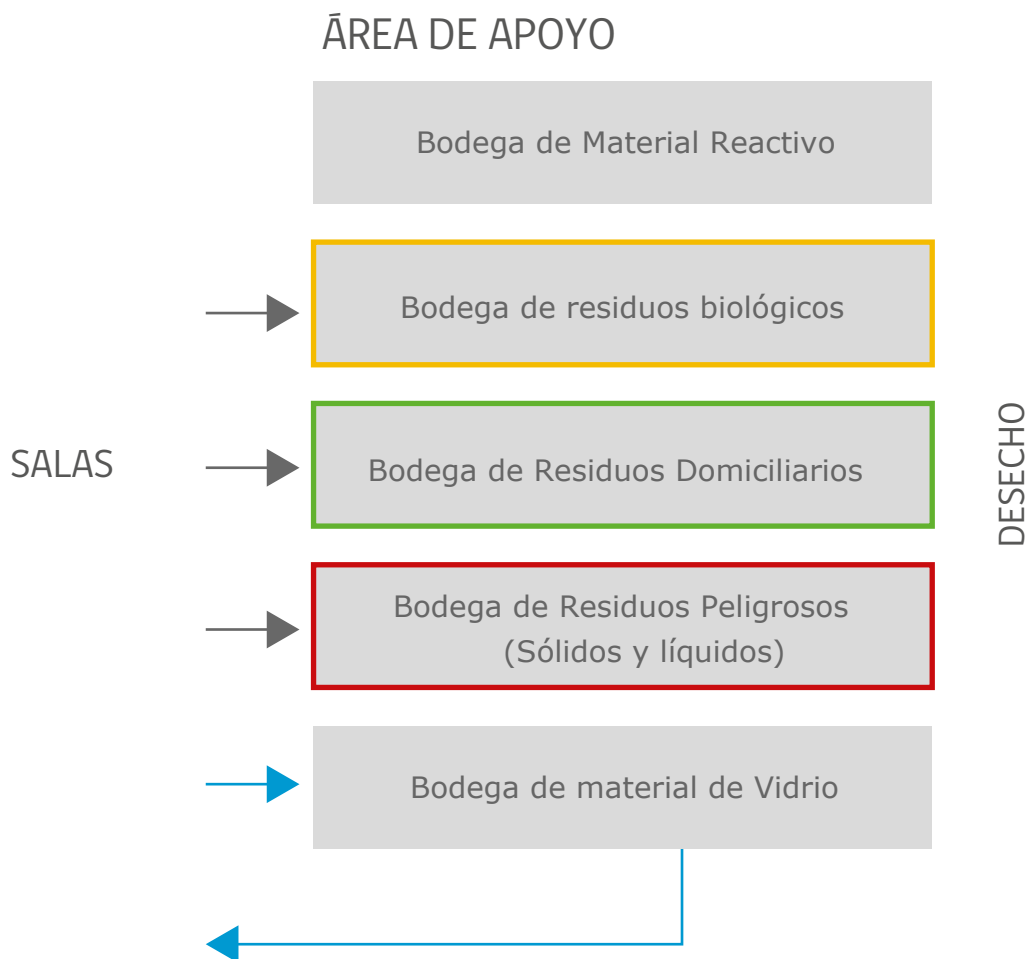 ÁREA DE APOYO
Bodega de Material Reactivo
Bodega de residuos biológicos
SALAS
Bodega de Residuos Domiciliarios
DESECHO
Bodega de Residuos Peligrosos
(Sólidos y líquidos)
Bodega de material de Vidrio